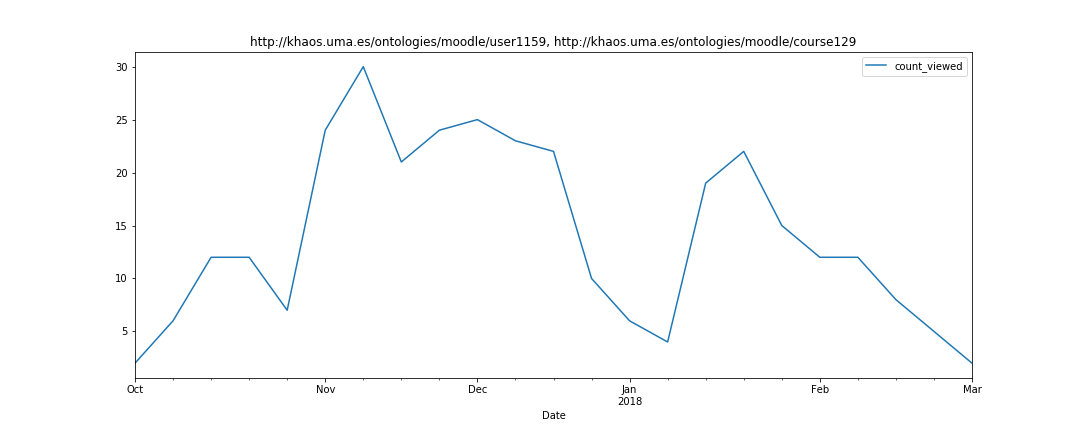 http://khaos.uma.es/ontologies/moodle/user1159, http://khaos.uma.es/ontologies/moodle/course129
count_viewed
30
25
20
15
10
5
Oct Nov Dec Jan Feb Mar
2018
Date